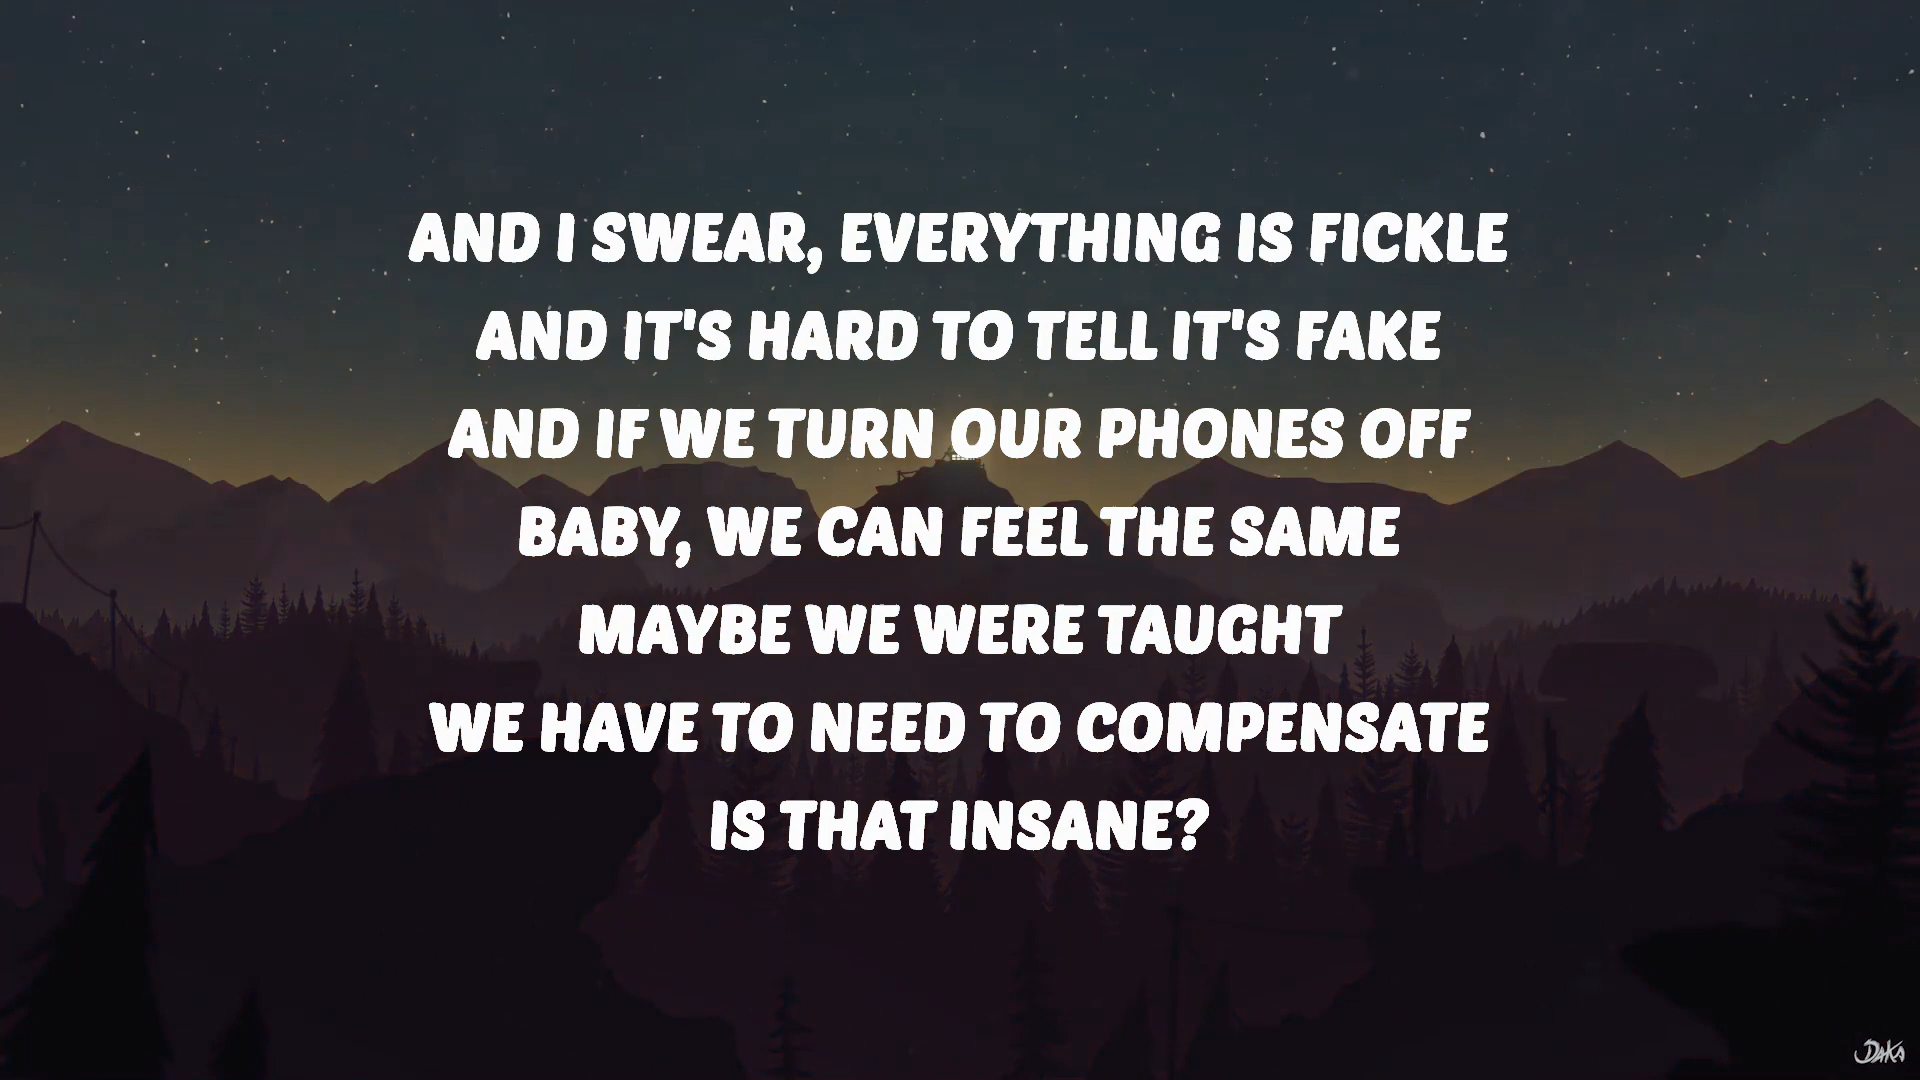 AND I SWEAR, EVERYTHING IS FICKLE
AND IT'S HARD TO TELL IT'S FAKE
AND IF WE TURN OUR PHONES OFF
BABY, WE CAN FEEL THE SAME
MAYBE WE WERE TAUGHT
WE HAVE TO NEED TO COMPENSATE
IS THAT INSANE?
DAKA